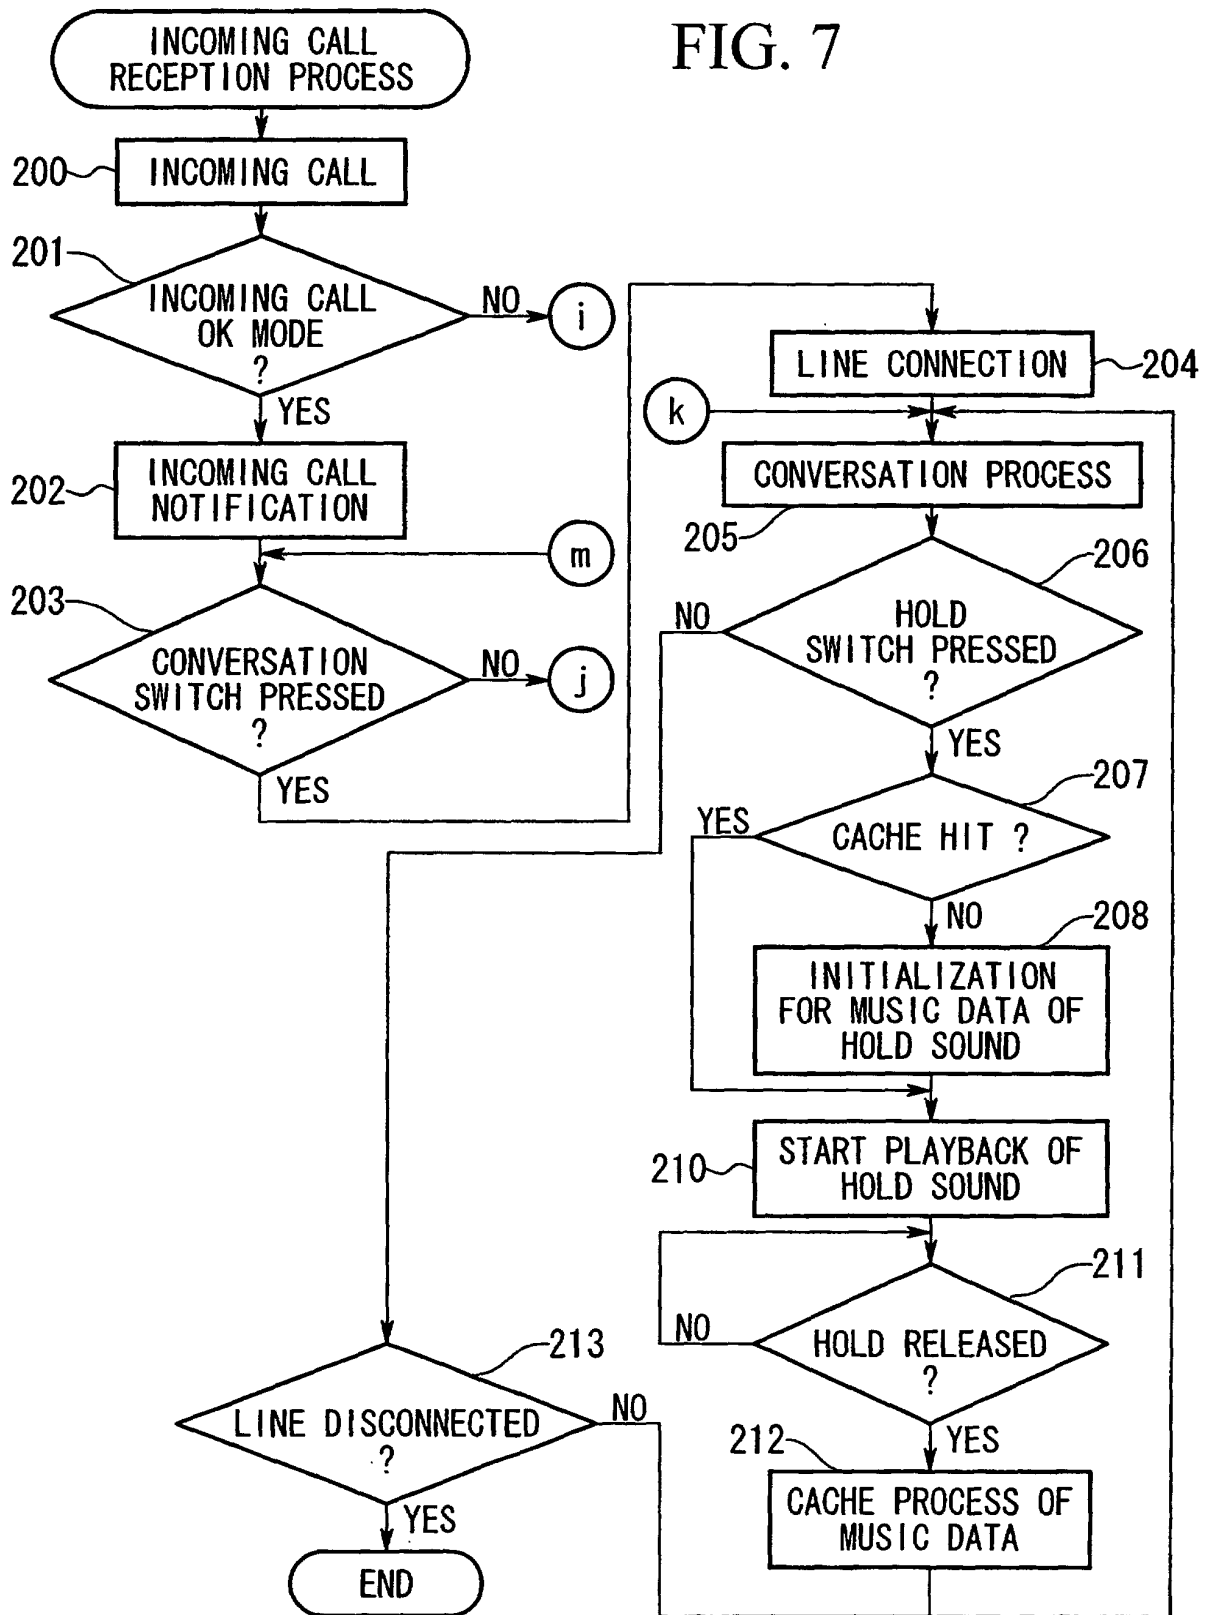 FIG. 7
INCOMING CALL
RECEPTION PROCESS
200
INCOMING CALL
201
INCOMING CALL
OK MODE
?
NO
i
YES
202
INCOMING CALL
NOTIFICATION
m
203
CONVERSATION
SWITCH PRESSED
?
NO
j
YES
LINE CONNECTION
204
k
CONVERSATION PROCESS
205
206
HOLD
SWITCH PRESSED
?
NO
YES
207
CACHE HIT ?
YES
NO
208
INITIALIZATION
FOR MUSIC DATA OF
HOLD SOUND
210
START PLAYBACK OF
HOLD SOUND
211
HOLD RELEASED
?
NO
YES
212
CACHE PROCESS OF
MUSIC DATA
213
LINE DISCONNECTED
?
NO
YES
END